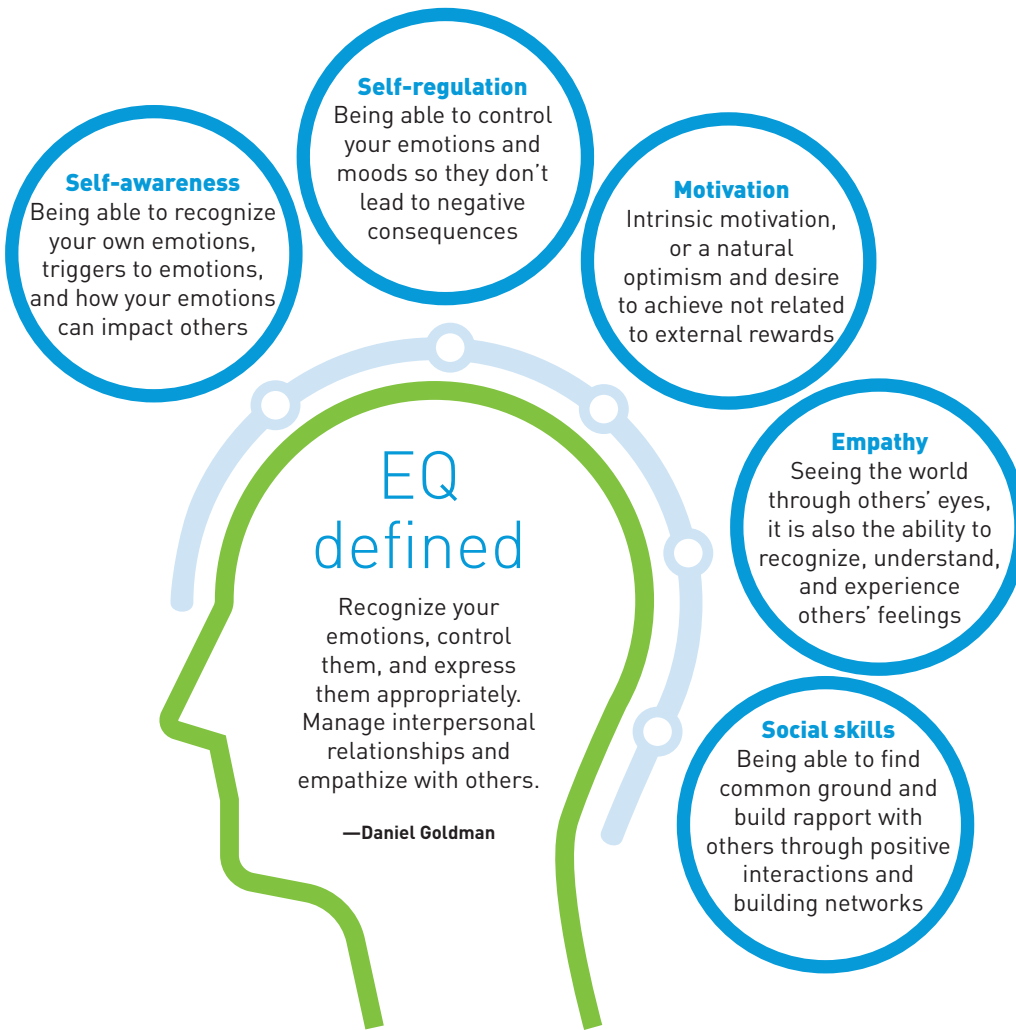 Self-awareness
Being able to recognize
your own emotions,
triggers to emotions,
and how your emotions
can impact others
Self-regulation
Being able to control
your emotions and
moods so they don't
lead to negative
consequences
Motivation
Intrinsic motivation,
or a natural
optimism and desire
to achieve not related
to external rewards
Empathy
Seeing the world
through others' eyes,
it is also the ability to
recognize, understand,
and experience
others' feelings
Social skills
Being able to find
common ground and
build rapport with
others through positive
interactions and
building networks
EQ
defined
Recognize your
emotions, control
them, and express
them appropriately.
Manage interpersonal
relationships and
empathize with others.
—Daniel Goldman